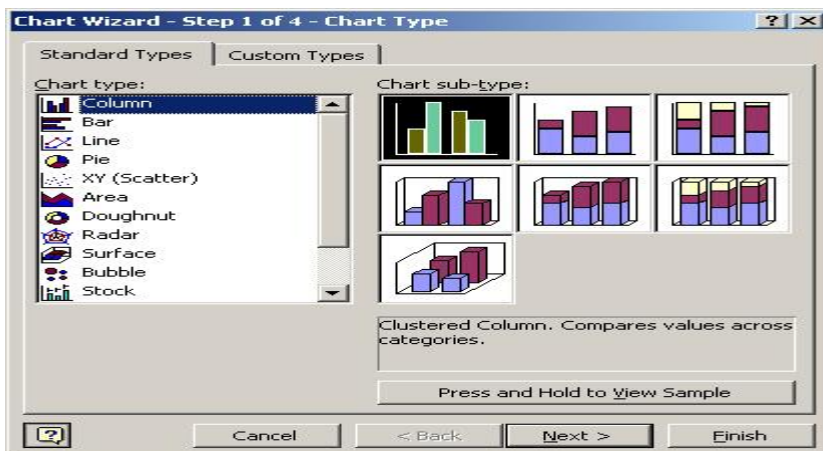 Chart Wizard - Step 1 of 4 - Chart Type
Standard Types
Custom Types
Chart type:
Column
Bar
Line
Pie
XY (Scatter)
Area
Doughnut
Radar
Surface
Bubble
Stock
Chart sub-type:
Clustered Column. Compares values across
categories.
Press and Hold to View Sample
Cancel
< Back
Next >
Finish